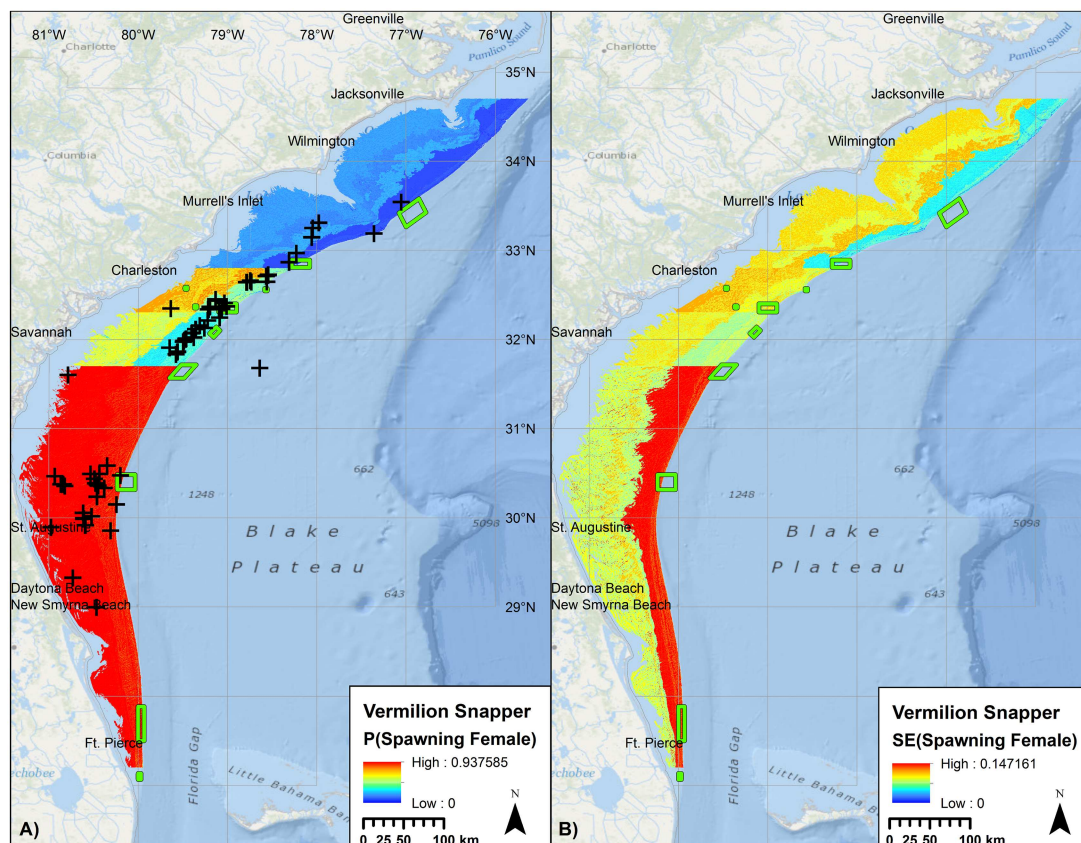 Greenville
81°W 80°W 79°W 78°W 77°W 76°W
Charlotte
Pamlico Sound
35°N
Jacksonville
Wilmington
34°N
Columbia
Murrell's Inlet
33°N
Charleston
Savannah
32°N
31°N
662
1248
30°N
St. Augustine
5098
Blake
Plateau
Daytona Beach
643
New Smyrna Beach
29°N
Vermilion Snapper
P(Spawning Female)
High : 0.937585
Low : 0
N
0 25 50 100 km
Ft. Pierce
Florida Gap
Little Bahama Ban
echobee
A)
Greenville
Charlotte
Pamlico Sound
Jacksonville
Wilmington
Columbia
Murrell's Inlet
Charleston
Savannah
662
1248
St. Augustine
5098
Blake
Plateau
Daytona Beach
643
New Smyrna Beach
Vermilion Snapper
SE(Spawning Female)
High : 0.147161
Low : 0
N
0 25 50 100 km
Ft. Pierce
Florida Gap
Little Bahama Ba
chobee
B)